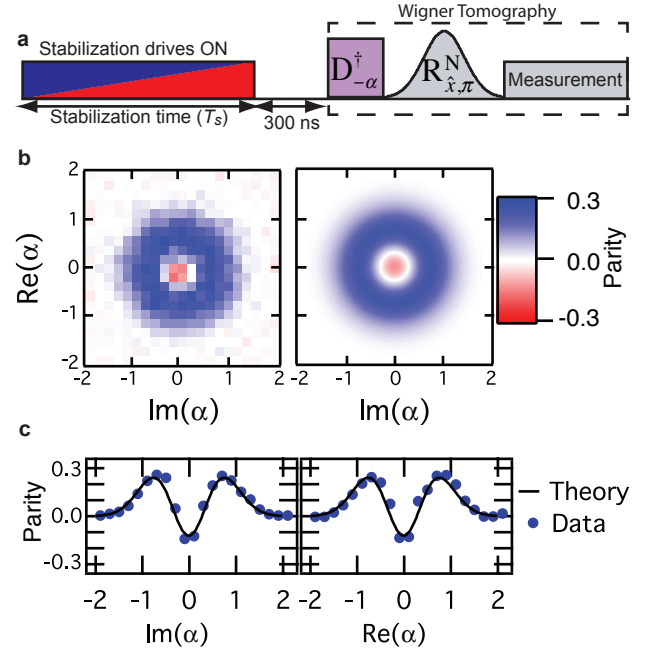 Wigner Tomography
a
Stabilization drives ON
D†-α
R^N_x̂,π
Measurement
Stabilization time (Ts)
300 ns
b
2
1
0
-1
-2
Re(α)
-2 -1 0 1 2
Im(α)
-2 -1 0 1 2
Im(α)
0.3
0.0
-0.3
Parity
c
0.3
0.0
-0.3
Parity
-2 -1 0 1 2
Im(α)
-2 -1 0 1 2
Re(α)
Theory
Data